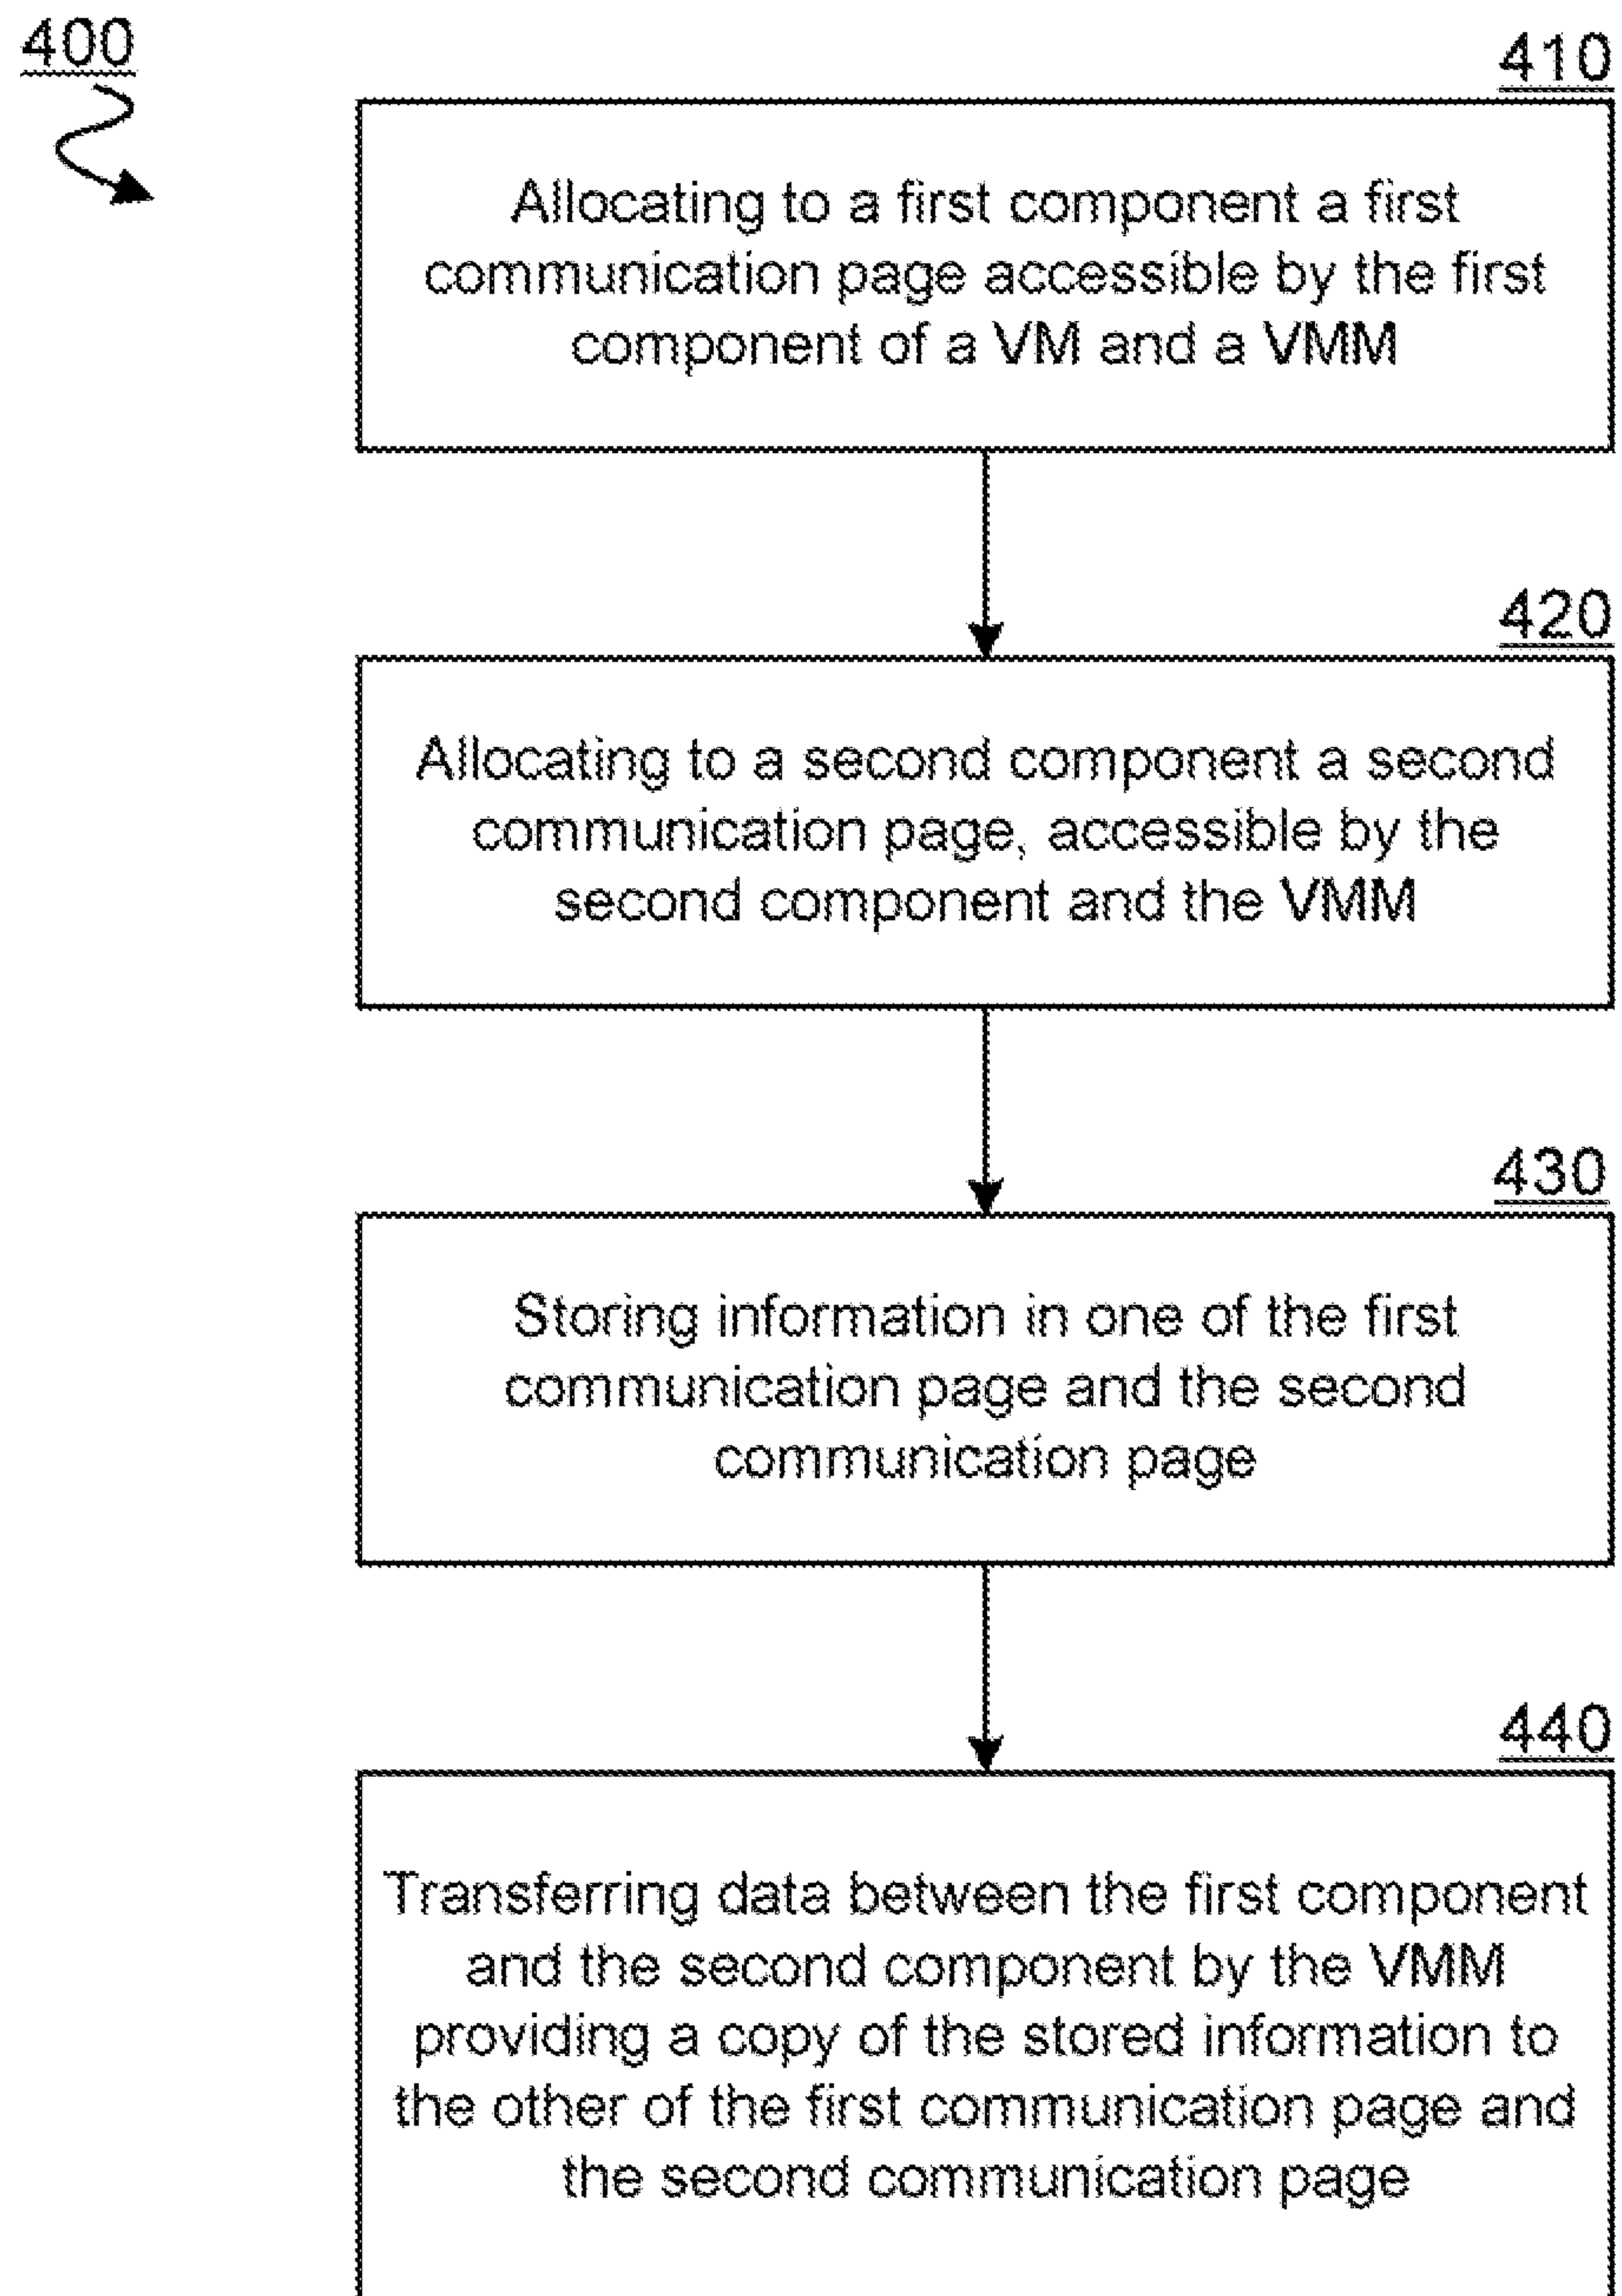 400
410
Allocating to a first component a first
communication page accessible by the first
component of a VM and a VMM
420
Allocating to a second component a second
communication page, accessible by the
second component and the VMM
430
Storing information in one of the first
communication page and the second
communication page
440
Transferring data between the first component
and the second component by the VMM
providing a copy of the stored information to
the other of the first communication page and
the second communication page